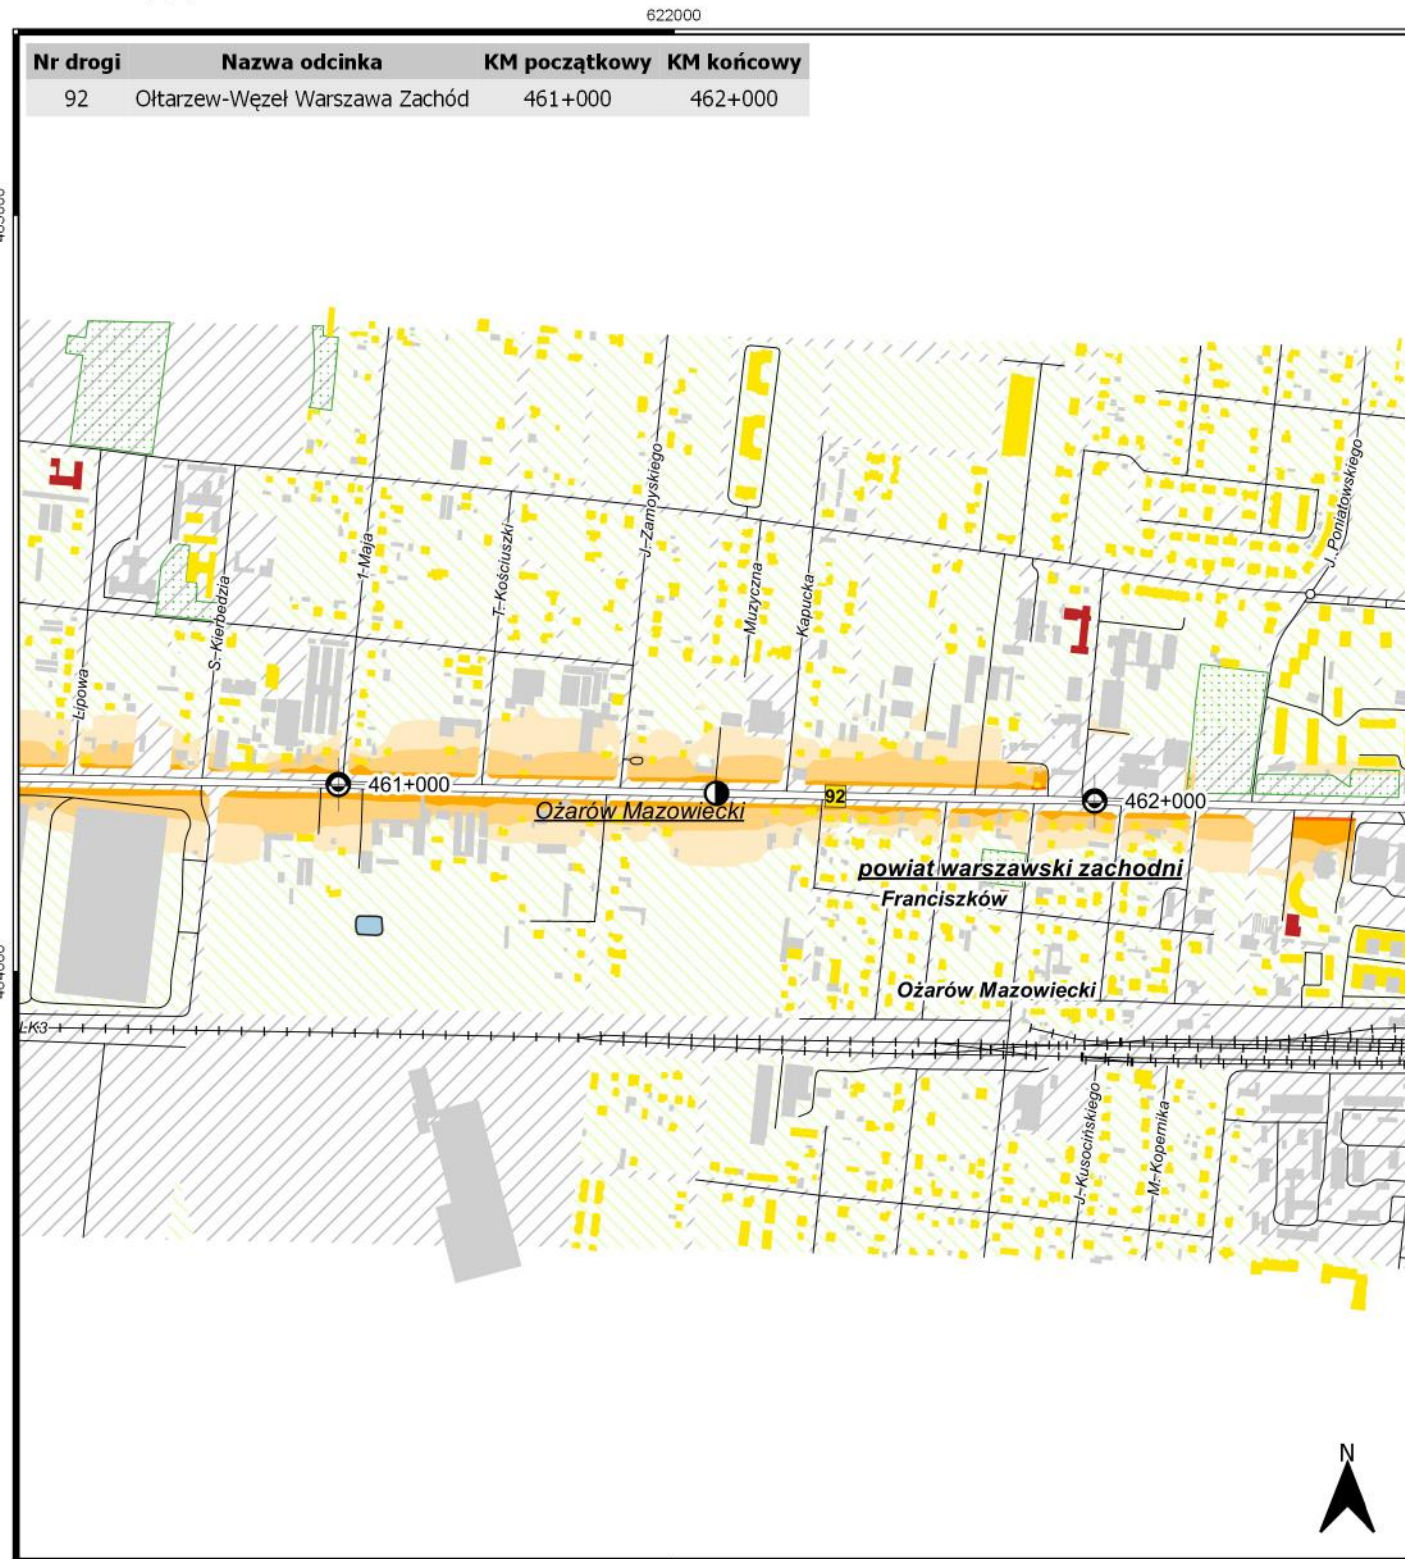 622000
Nr drogi Nazwa odcinka KM początkowy KM końcowy
92 Ołtarzew-Węzeł Warszawa Zachód 461+000 462+000
J. Zamoyskiego
J. Poniatowskiego
1 Maja
T. Kościuszki
Muzyczna
Kapucka
S. Kierbedzia
Lipowa
461+000
92
462+000
Ożarów Mazowiecki
powiat warszawski zachodni
Franciszków
Ożarów Mazowiecki
LK3
J. Kusocińskiego
M. Kopernika
N